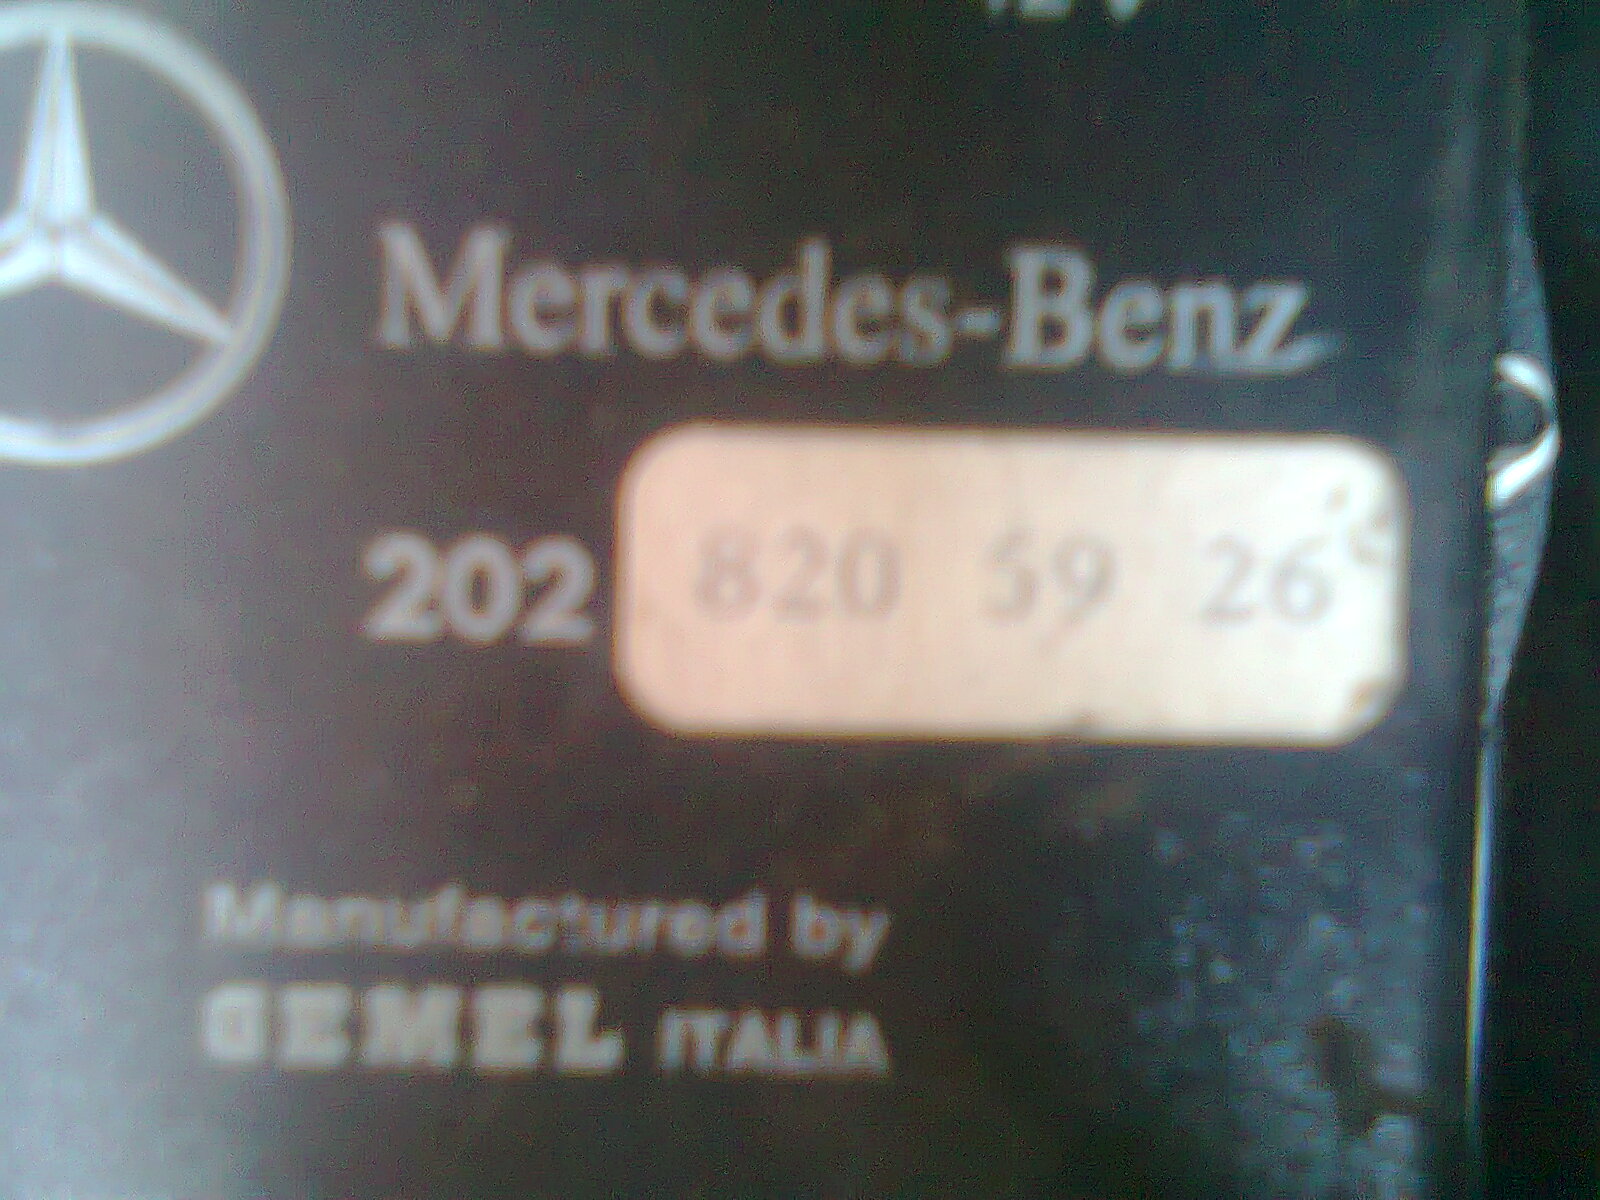 Mercedes-Benz
202 820 59 26
Manufactured by
GEMEL ITALIA